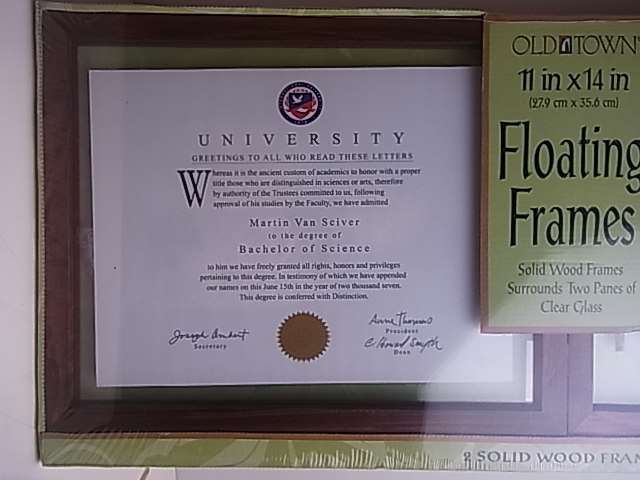 UNIVERSITY
GREETINGS TO ALL WHO READ THESE LETTERS
Whereas it is the ancient custom of academics to honor with a proper
title those who are distinguished in sciences or arts, therefore
by authority of the Trustees committed to us, following
approval of his studies by the Faculty, we have admitted
Martin Van Sciver
to the degree of
Bachelor of Science
to him we have freely granted all rights, honors and privileges
pertaining to this degree. In testimony of which we have appended
our names on this June 15th in the year of two thousand seven.
This degree is conferred with Distinction.
Secretary
Anne Thomas
President
Dean
OLD TOWN
11 in x 14 in
(27.9 cm x 35.6 cm)
Floating
Frames
Solid Wood Frames
Surrounds Two Panes of
Clear Glass
2 SOLID WOOD FRAM